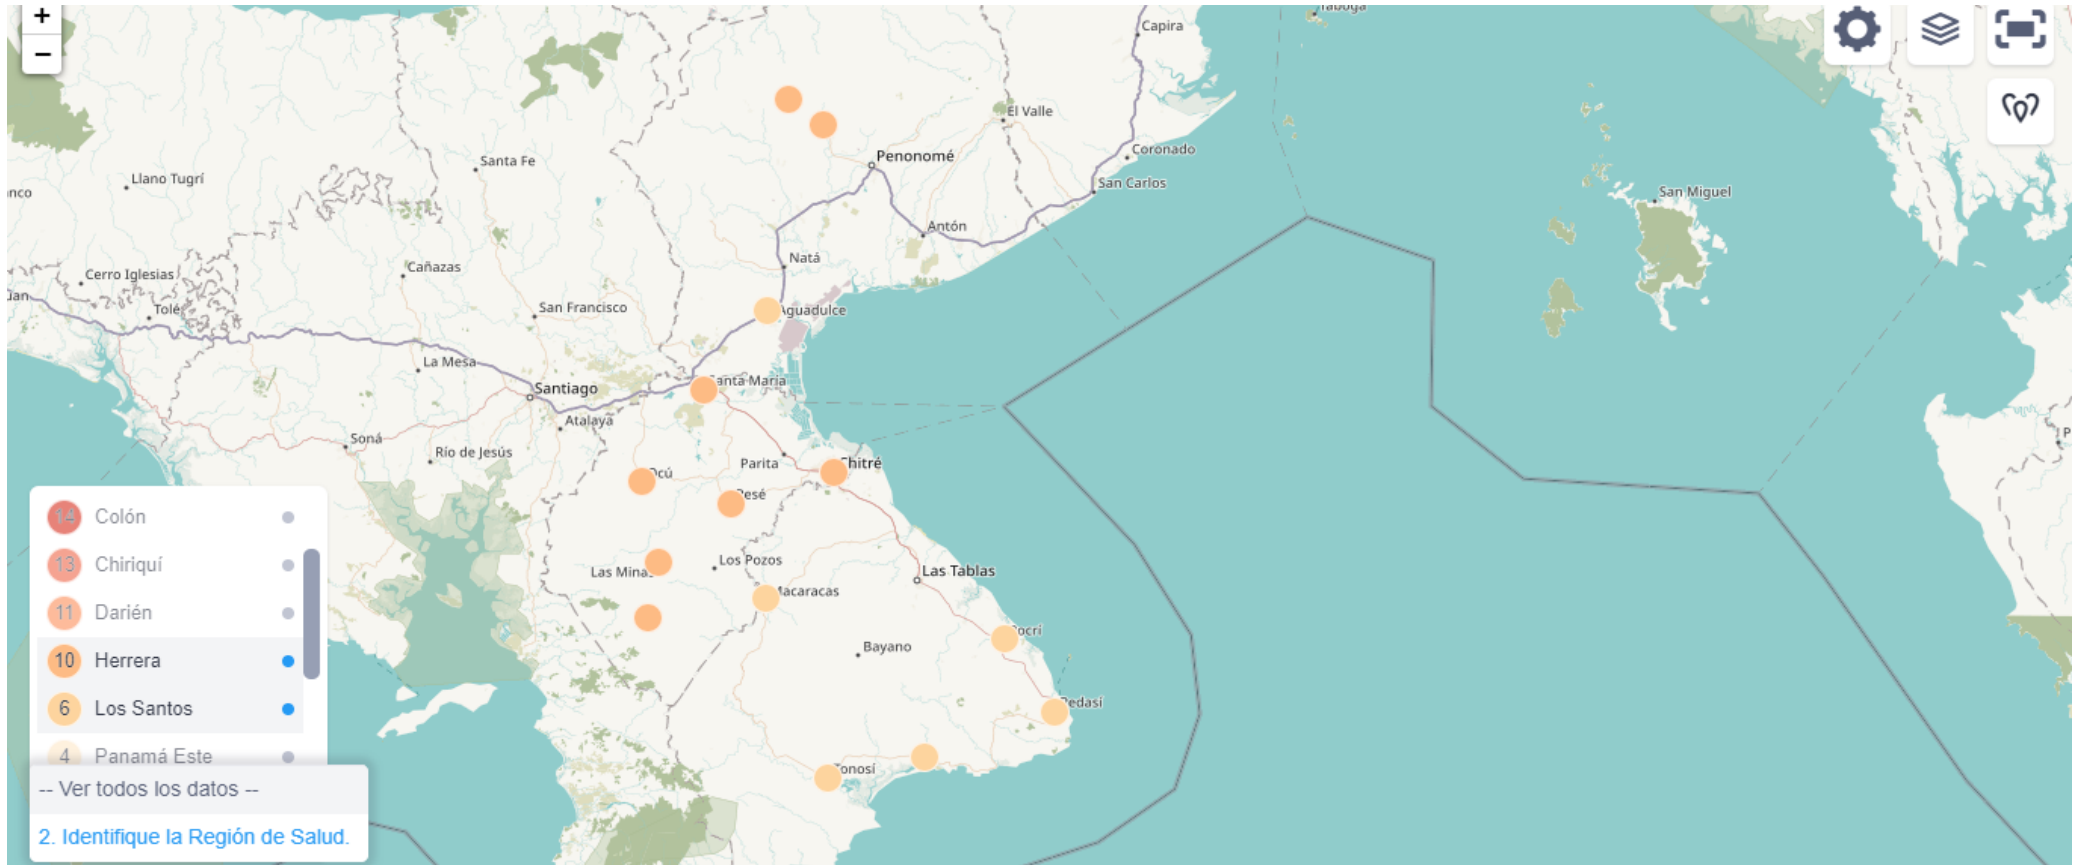 +
−
Capira
El Valle
Penonomé
Coronado
Santa Fe
Llano Tugrí
San Carlos
San Miguel
Antón
Natá
Cañazas
Cerro Iglesias
Tolé
San Francisco
Aguadulce
La Mesa
Santa María
Santiago
Atalaya
Soná
Río de Jesús
Parita
Chitré
Ocú
Pesé
Los Pozos
Las Minas
Las Tablas
Macaracas
Pocrí
Bayano
Pedasí
Tonosí
14 Colón
13 Chiriquí
11 Darién
10 Herrera
6 Los Santos
4 Panamá Este
-- Ver todos los datos --
2. Identifique la Región de Salud.